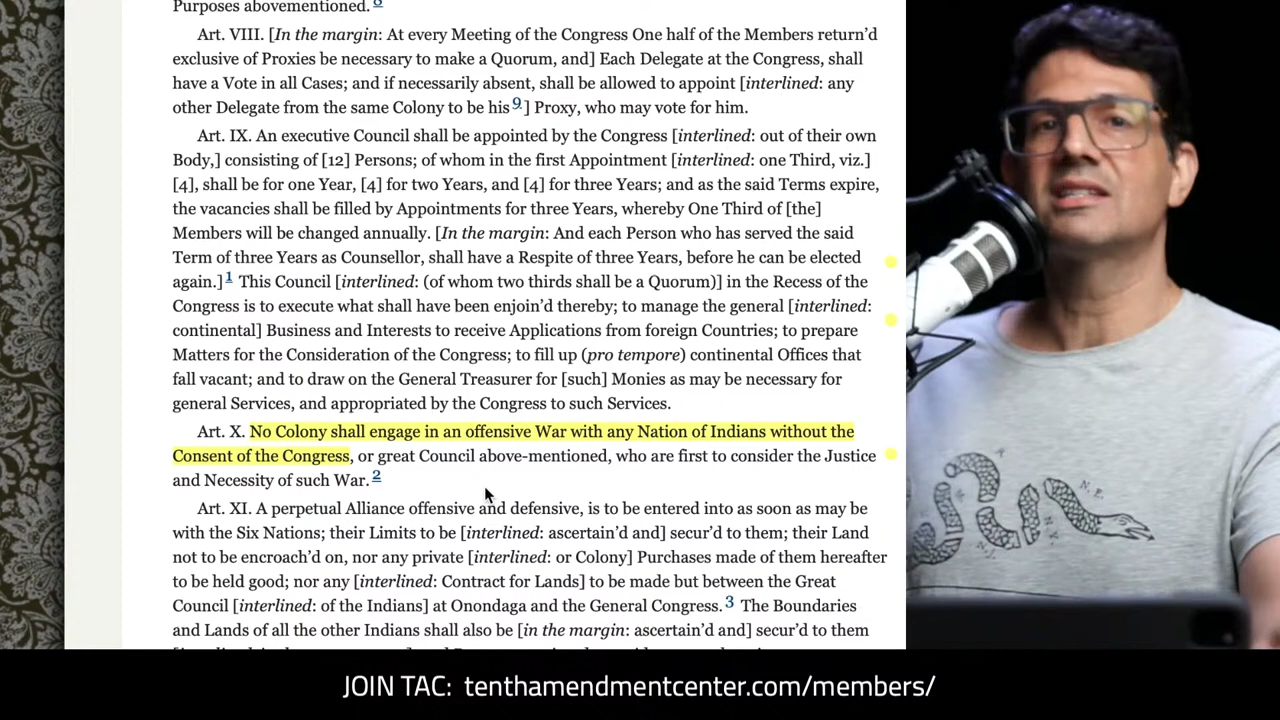 Purposes abovementioned. 8
Art. VIII. [In the margin: At every Meeting of the Congress One half of the Members return'd
exclusive of Proxies be necessary to make a Quorum, and] Each Delegate at the Congress, shall
have a Vote in all Cases; and if necessarily absent, shall be allowed to appoint [interlined: any
other Delegate from the same Colony to be his 9] Proxy, who may vote for him.
Art. IX. An executive Council shall be appointed by the Congress [interlined: out of their own
Body,] consisting of [12] Persons; of whom in the first Appointment [interlined: one Third, viz.]
[4], shall be for one Year, [4] for two Years, and [4] for three Years; and as the said Terms expire,
the vacancies shall be filled by Appointments for three Years, whereby One Third of [the]
Members will be changed annually. [In the margin: And each Person who has served the said
Term of three Years as Counsellor, shall have a Respite of three Years, before he can be elected
again.] 1 This Council [interlined: (of whom two thirds shall be a Quorum)] in the Recess of the
Congress is to execute what shall have been enjoin'd thereby; to manage the general [interlined:
continental] Business and Interests to receive Applications from foreign Countries; to prepare
Matters for the Consideration of the Congress; to fill up (pro tempore) continental Offices that
fall vacant; and to draw on the General Treasurer for [such] Monies as may be necessary for
general Services, and appropriated by the Congress to such Services.
Art. X. No Colony shall engage in an offensive War with any Nation of Indians without the
Consent of the Congress, or great Council above-mentioned, who are first to consider the Justice
and Necessity of such War. 2
Art. XI. A perpetual Alliance offensive and defensive, is to be entered into as soon as may be
with the Six Nations; their Limits to be [interlined: ascertain'd and] secur'd to them; their Land
not to be encroach'd on, nor any private [interlined: or Colony] Purchases made of them hereafter
to be held good; nor any [interlined: Contract for Lands] to be made but between the Great
Council [interlined: of the Indians] at Onondaga and the General Congress. 3 The Boundaries
and Lands of all the other Indians shall also be [in the margin: ascertain'd and] secur'd to them
N.E.
N.Y.
N.J.
JOIN TAC: tenthamendmentcenter.com/members/